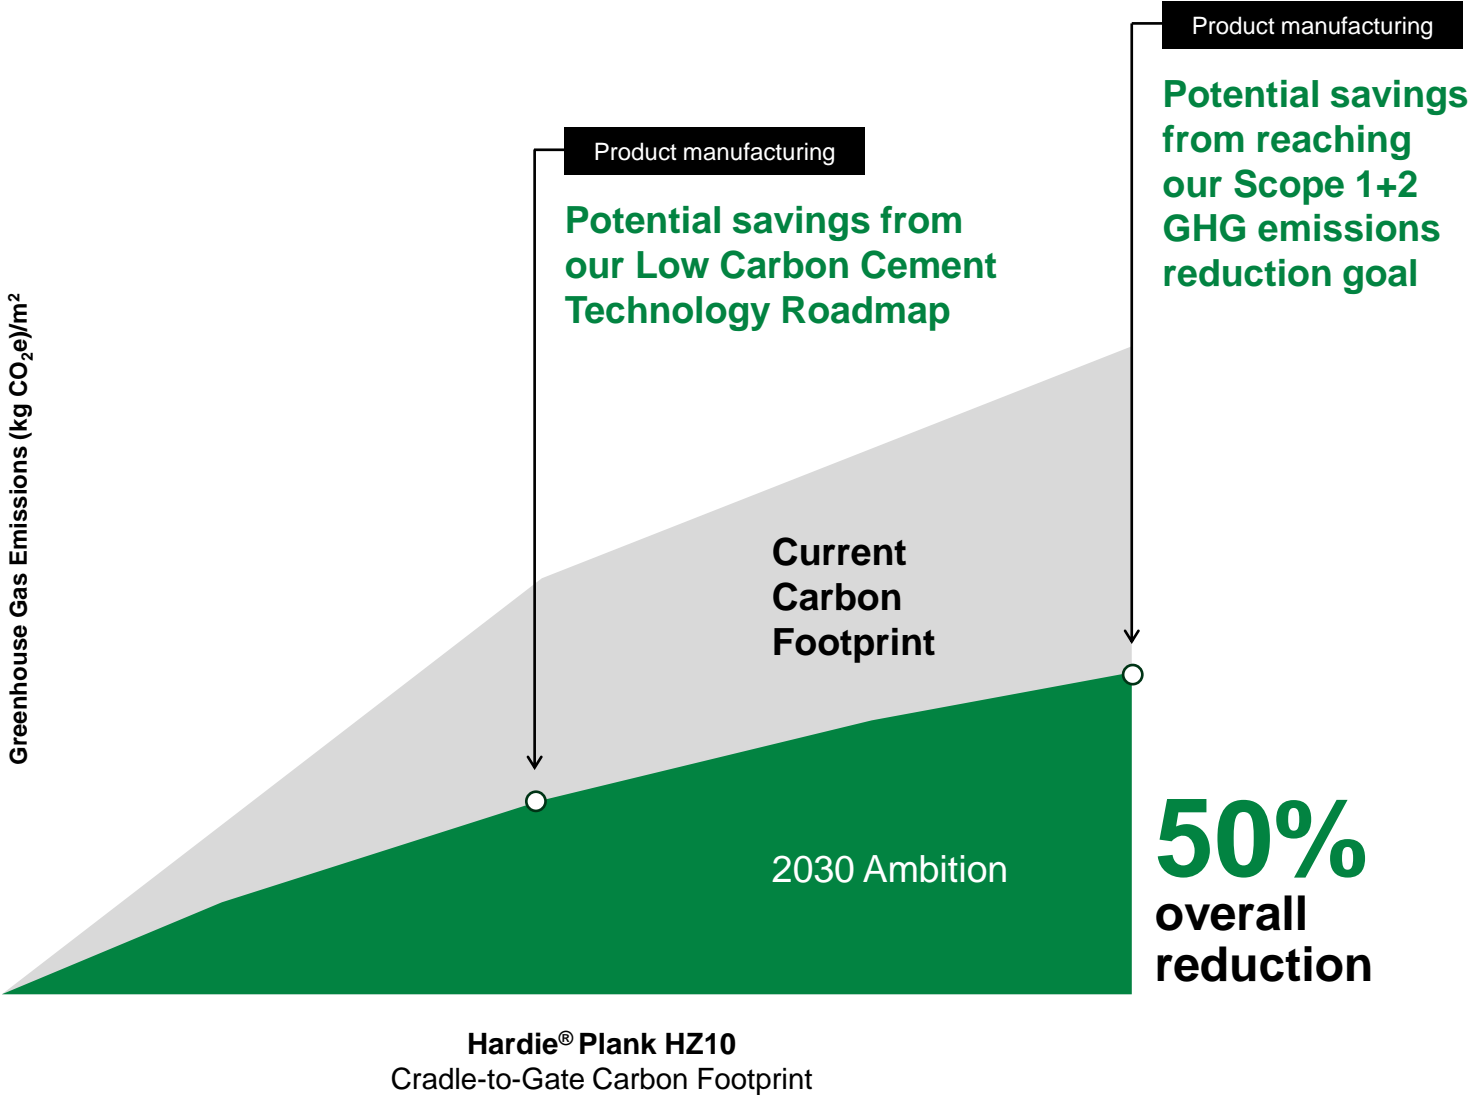 Product manufacturing
Potential savings
from reaching
our Scope 1+2
GHG emissions
reduction goal
Product manufacturing
Potential savings from
our Low Carbon Cement
Technology Roadmap
Greenhouse Gas Emissions (kg CO₂e)/m²
Current
Carbon
Footprint
2030 Ambition
50%
overall
reduction
Hardie® Plank HZ10
Cradle-to-Gate Carbon Footprint